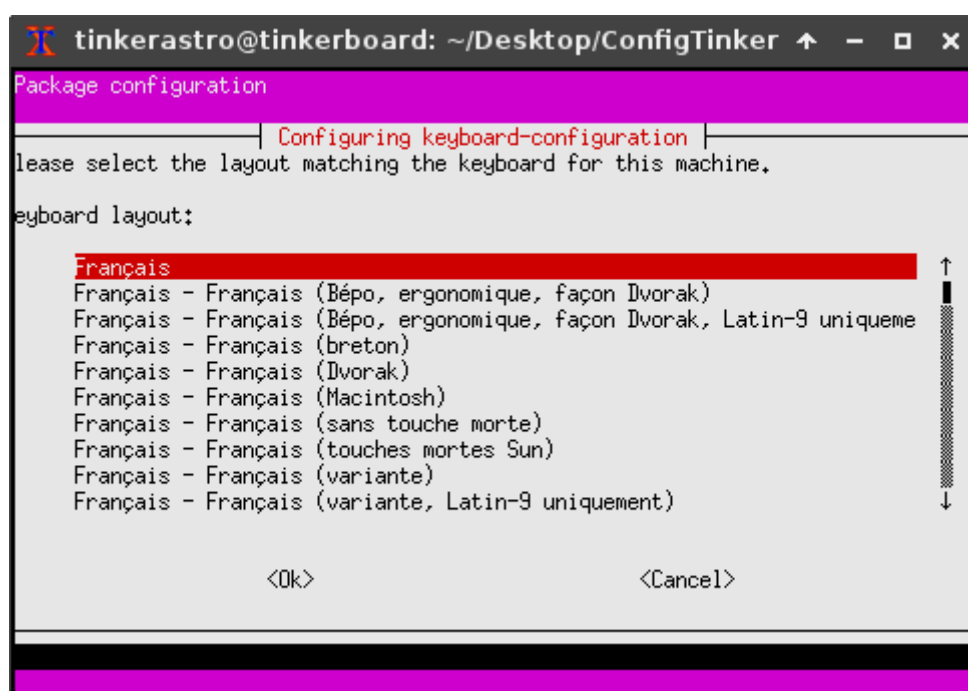 tinkerastro@tinkerboard: ~/Desktop/ConfigTinker
Package configuration
Configuring keyboard-configuration
lease select the layout matching the keyboard for this machine.
eyboard layout:
Français
Français - Français (Bépo, ergonomique, façon Dvorak)
Français - Français (Bépo, ergonomique, façon Dvorak, Latin-9 uniqueme
Français - Français (breton)
Français - Français (Dvorak)
Français - Français (Macintosh)
Français - Français (sans touche morte)
Français - Français (touches mortes Sun)
Français - Français (variante)
Français - Français (variante, Latin-9 uniquement)
<Ok> <Cancel>